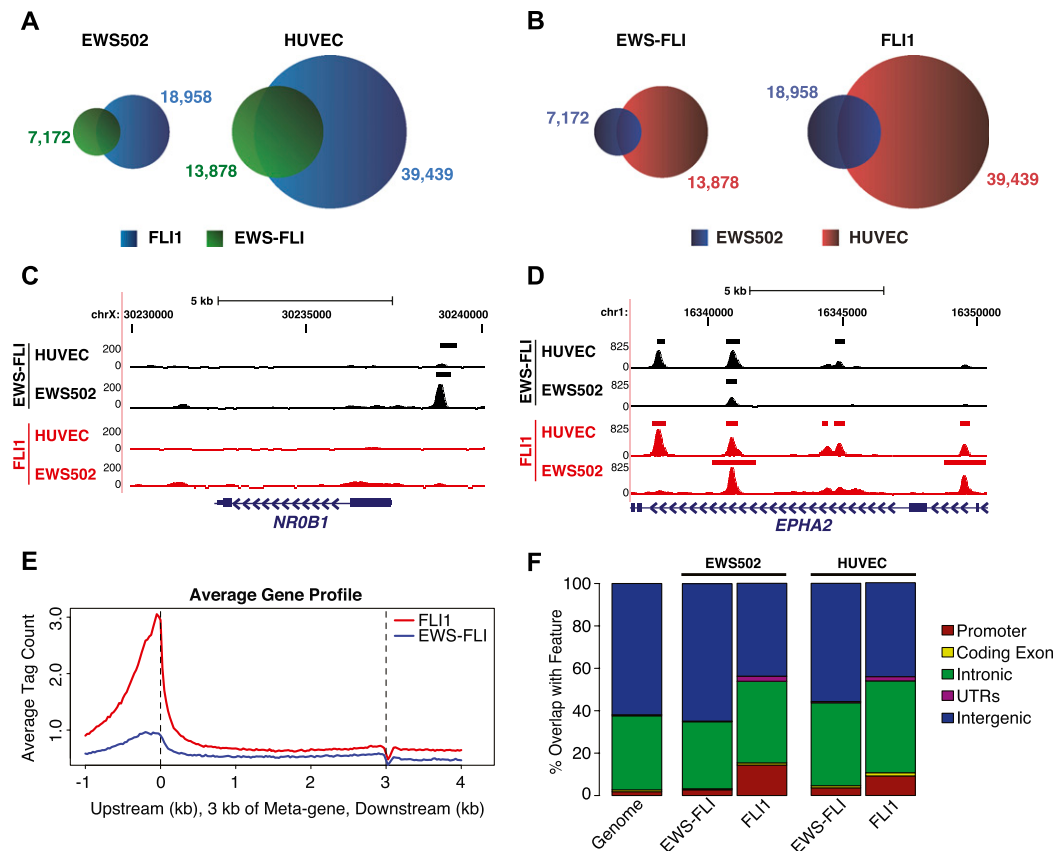 A
EWS502
HUVEC
18,958
7,172
13,878
39,439
FLI1
EWS-FLI
B
EWS-FLI
FLI1
18,958
7,172
13,878
39,439
EWS502
HUVEC
C
5 kb
chrX:
30230000
30235000
30240000
EWS-FLI
HUVEC
200
0
EWS502
200
0
FLI1
HUVEC
200
0
EWS502
200
0
NR0B1
D
5 kb
chr1:
16340000
16345000
16350000
EWS-FLI
HUVEC
825
0
EWS502
825
0
FLI1
HUVEC
825
0
EWS502
825
0
EPHA2
E
Average Gene Profile
Average Tag Count
3.0
2.0
1.0
FLI1
EWS-FLI
-1
0
1
2
3
4
Upstream (kb), 3 kb of Meta-gene, Downstream (kb)
F
EWS502
HUVEC
% Overlap with Feature
100
80
60
40
20
0
Genome
EWS-FLI
FLI1
EWS-FLI
FLI1
Promoter
Coding Exon
Intronic
UTRs
Intergenic